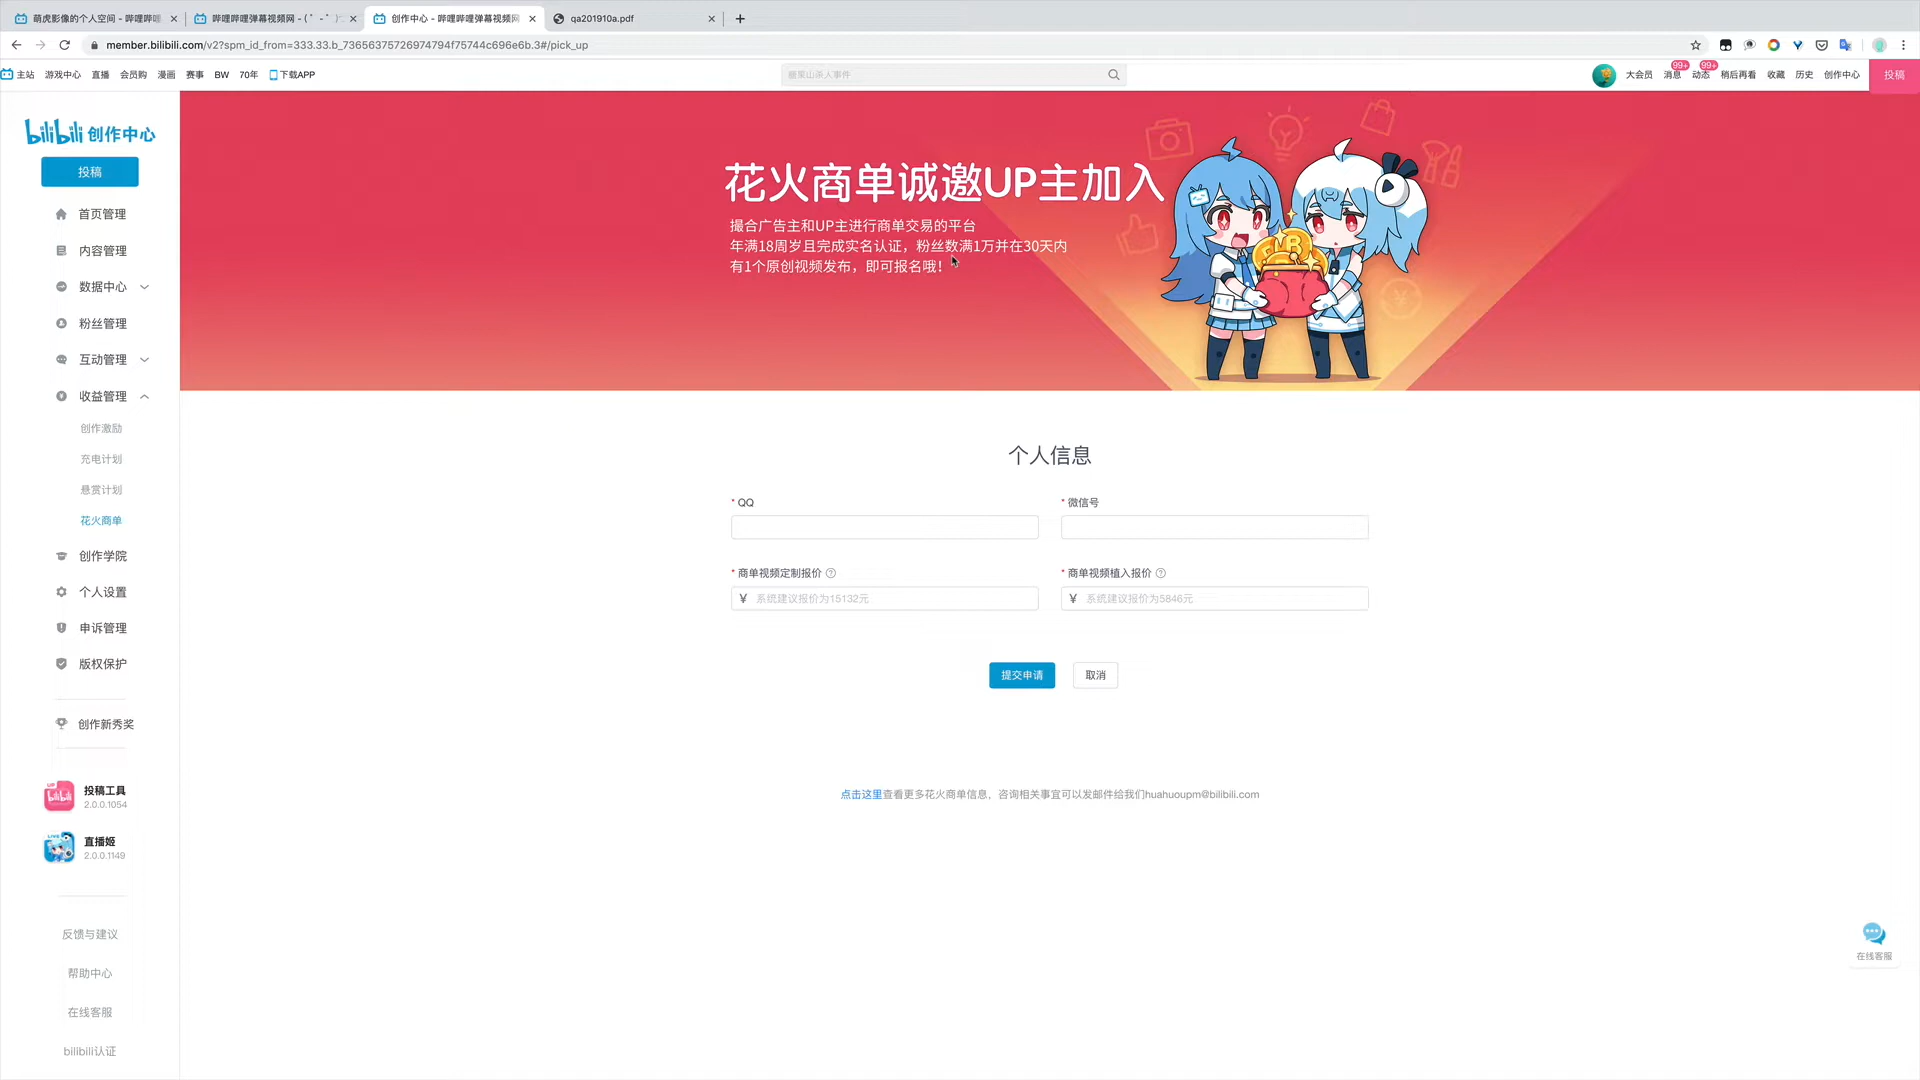 萌虎影像的个人空间 - 哔哩哔哩
哔哩哔哩弹幕视频网 - ( ゜- ゜)つ
创作中心 - 哔哩哔哩弹幕视频网
qa201910a.pdf
member.bilibili.com/v2?spm_id_from=333.33.b_73656375726974794f75744c696e6b.3#/pick_up
主站 游戏中心 直播 会员购 漫画 赛事 BW 70年 下载APP
大会员 消息 99+ 动态 99+ 稍后再看 收藏 历史 创作中心 投稿
bilibili 创作中心
投稿
首页管理
内容管理
数据中心
粉丝管理
互动管理
收益管理
创作激励
充电计划
悬赏计划
花火商单
创作学院
个人设置
申诉管理
版权保护
创作新秀奖
投稿工具
2.0.0.1054
直播姬
2.0.0.1149
反馈与建议
帮助中心
在线客服
bilibili认证
花火商单诚邀UP主加入
撮合广告主和UP主进行商单交易的平台
年满18周岁且完成实名认证，粉丝数满1万并在30天内
有1个原创视频发布，即可报名哦！
个人信息
* QQ
* 微信号
* 商单视频定制报价
* 商单视频植入报价
¥ 系统建议报价为15132元
¥ 系统建议报价为5846元
提交申请
取消
点击这里查看更多花火商单信息，咨询相关事宜可以发邮件给我们huahuoupm@bilibili.com
在线客服